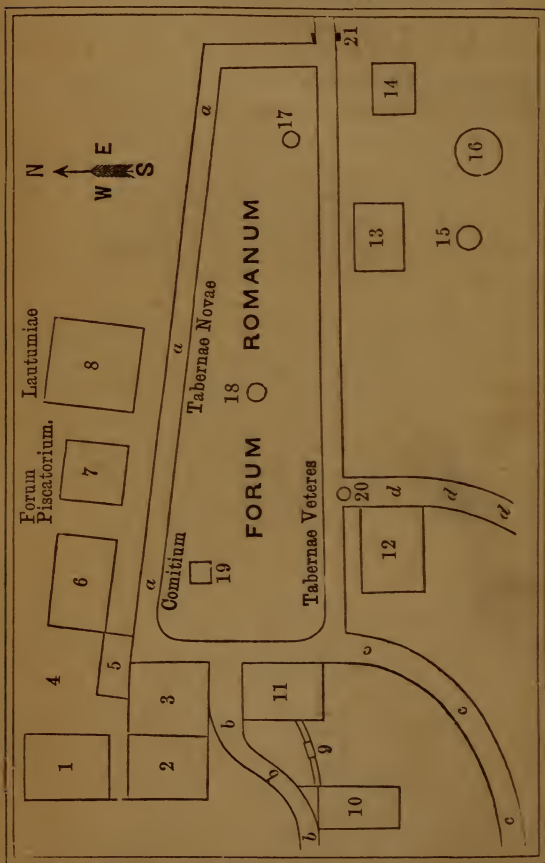 N
W E
S
Lautumiae
Forum
Piscatorium.
1
4
6
7
8
2
3
5
a
a
a
Comitium
19
Tabernae Novae
18
17
FORUM ROMANUM
Tabernae Veteres
b
b
b
9
10
11
20
21
12
13
14
15
16
c
c
c
d
d
d